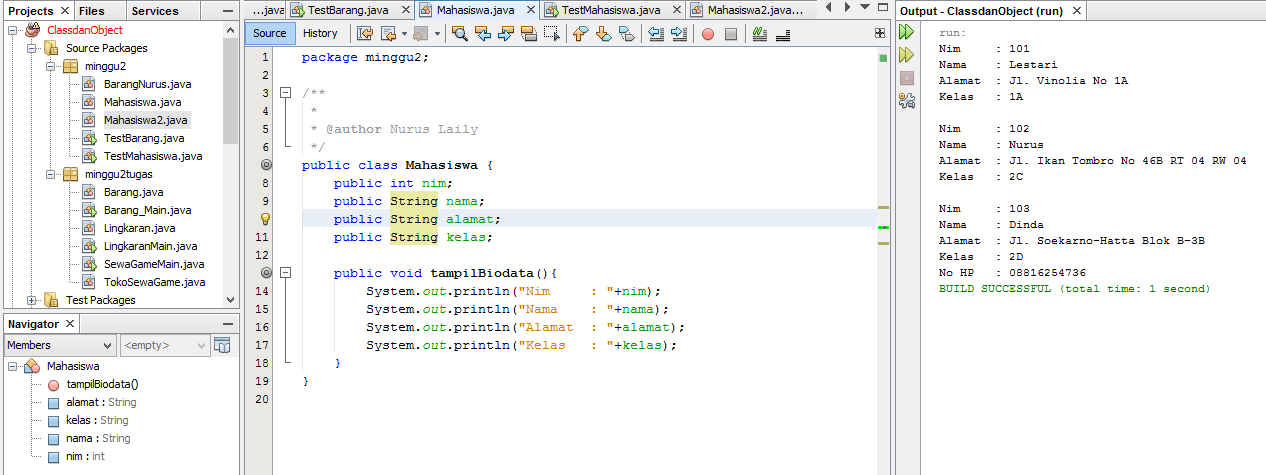 Projects
Files
Services
ClassdanObject
Source Packages
minggu2
BarangNurus.java
Mahasiswa.java
Mahasiswa2.java
TestBarang.java
TestMahasiswa.java
minggu2tugas
Barang.java
Barang_Main.java
Lingkaran.java
LingkaranMain.java
SewaGameMain.java
TokoSewaGame.java
Test Packages
Navigator
Members
<empty>
Mahasiswa
tampilBiodata()
alamat : String
kelas : String
nama : String
nim : int
...java
TestBarang.java
Mahasiswa.java
TestMahasiswa.java
Mahasiswa2.java...
Source
History
1 package minggu2;
2
3 /**
4 *
5 * @author Nurus Laily
6 */
public class Mahasiswa {
8 public int nim;
9 public String nama;
public String alamat;
11 public String kelas;
12
public void tampilBiodata(){
14 System.out.println("Nim     : "+nim);
15 System.out.println("Nama    : "+nama);
16 System.out.println("Alamat  : "+alamat);
17 System.out.println("Kelas   : "+kelas);
18 }
19 }
20
Output - ClassdanObject (run)
run:
Nim     : 101
Nama    : Lestari
Alamat  : Jl. Vinolia No 1A
Kelas   : 1A
Nim     : 102
Nama    : Nurus
Alamat  : Jl. Ikan Tombro No 46B RT 04 RW 04
Kelas   : 2C
Nim     : 103
Nama    : Dinda
Alamat  : Jl. Soekarno-Hatta Blok B-3B
Kelas   : 2D
No HP   : 08816254736
BUILD SUCCESSFUL (total time: 1 second)